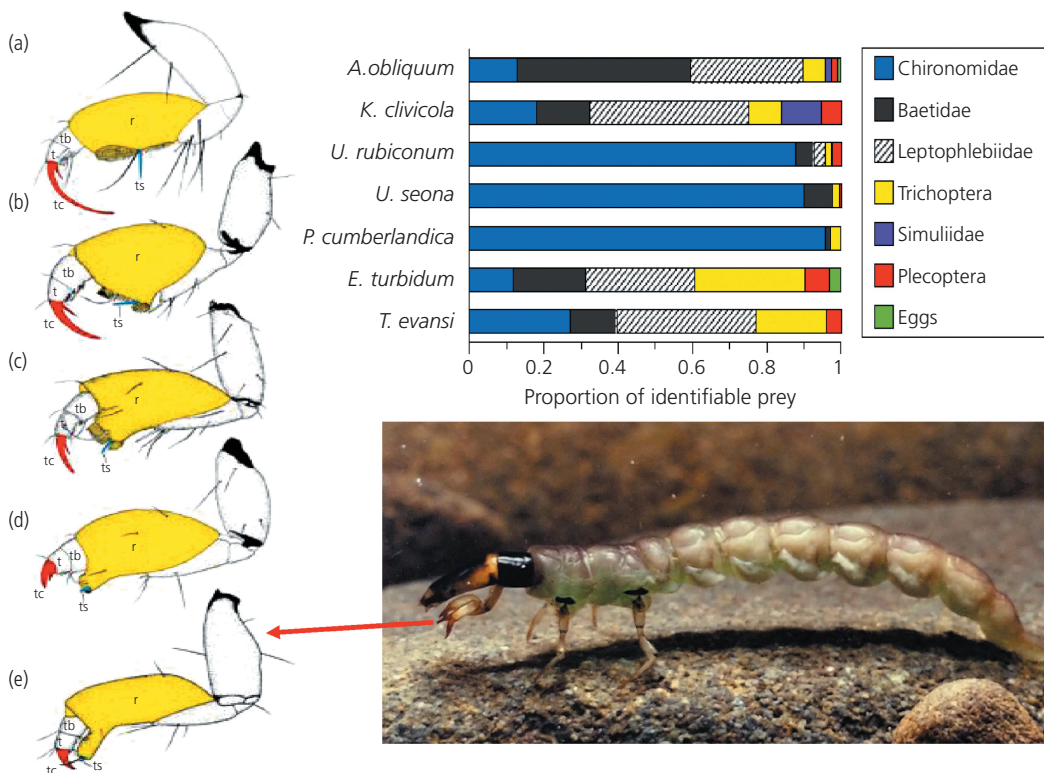 (a)
r
tb
t
ts
tc
(b)
r
tb
t
ts
tc
(c)
r
tb
tc
ts
(d)
r
tb
t
tc
ts
(e)
r
tb
t
tc
ts
A.obliquum
K. clivicola
U. rubiconum
U. seona
P. cumberlandica
E. turbidum
T. evansi
0 0.2 0.4 0.6 0.8 1
Proportion of identifiable prey
Chironomidae
Baetidae
Leptophlebiidae
Trichoptera
Simuliidae
Plecoptera
Eggs